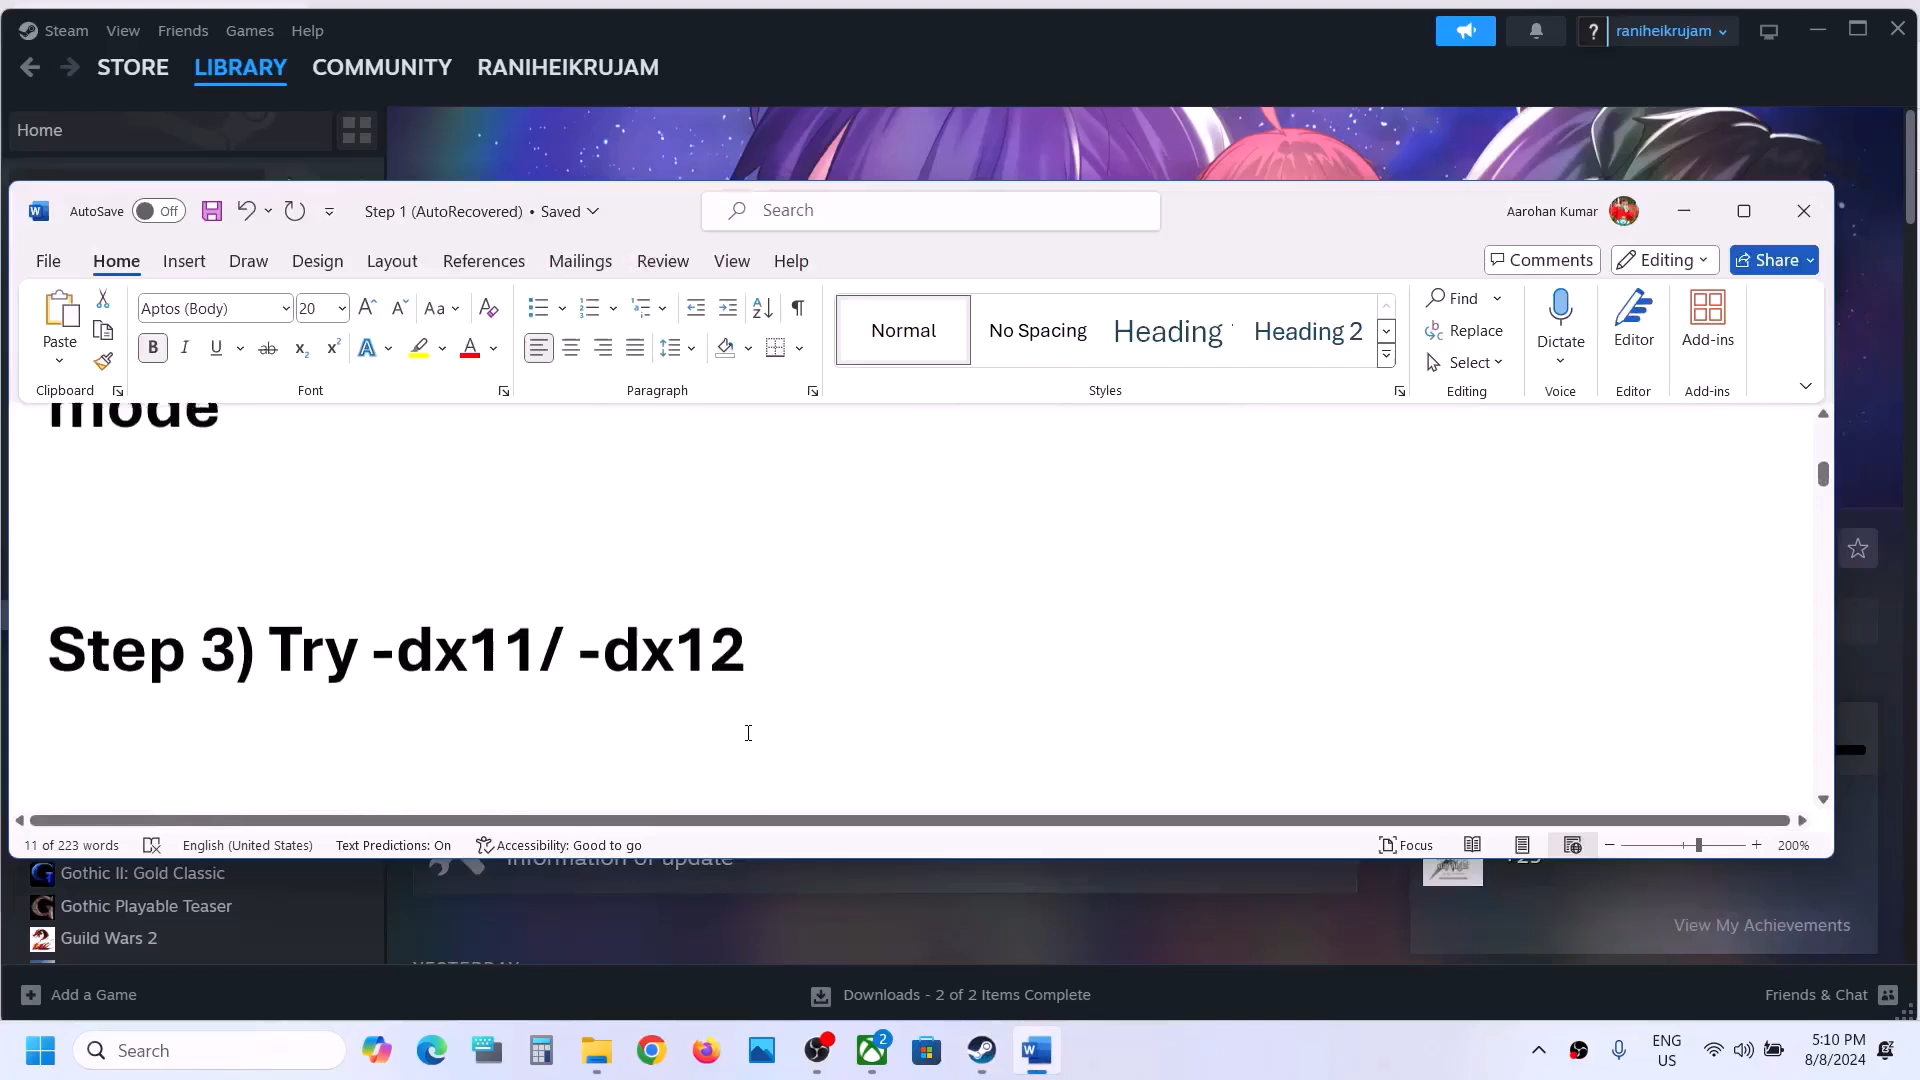 Steam View Friends Games Help
raniheikrujam
STORE LIBRARY COMMUNITY RANIHEIKRUJAM
Home
AutoSave Off
Step 1 (AutoRecovered) • Saved
Search
Aarohan Kumar
File Home Insert Draw Design Layout References Mailings Review View Help
Comments Editing Share
Paste
Aptos (Body) 20
Normal No Spacing Heading Heading 2
Find
Replace
Select
Dictate
Editor
Add-ins
Clipboard Font Paragraph Styles Editing Voice Editor Add-ins
mode
Step 3) Try -dx11/ -dx12
11 of 223 words English (United States) Text Predictions: On Accessibility: Good to go Focus 200%
information of update
Gothic II: Gold Classic
Gothic Playable Teaser
Guild Wars 2
View My Achievements
YESTERDAY
Add a Game
Downloads - 2 of 2 Items Complete
Friends & Chat
Search
2
ENG
US
5:10 PM
8/8/2024